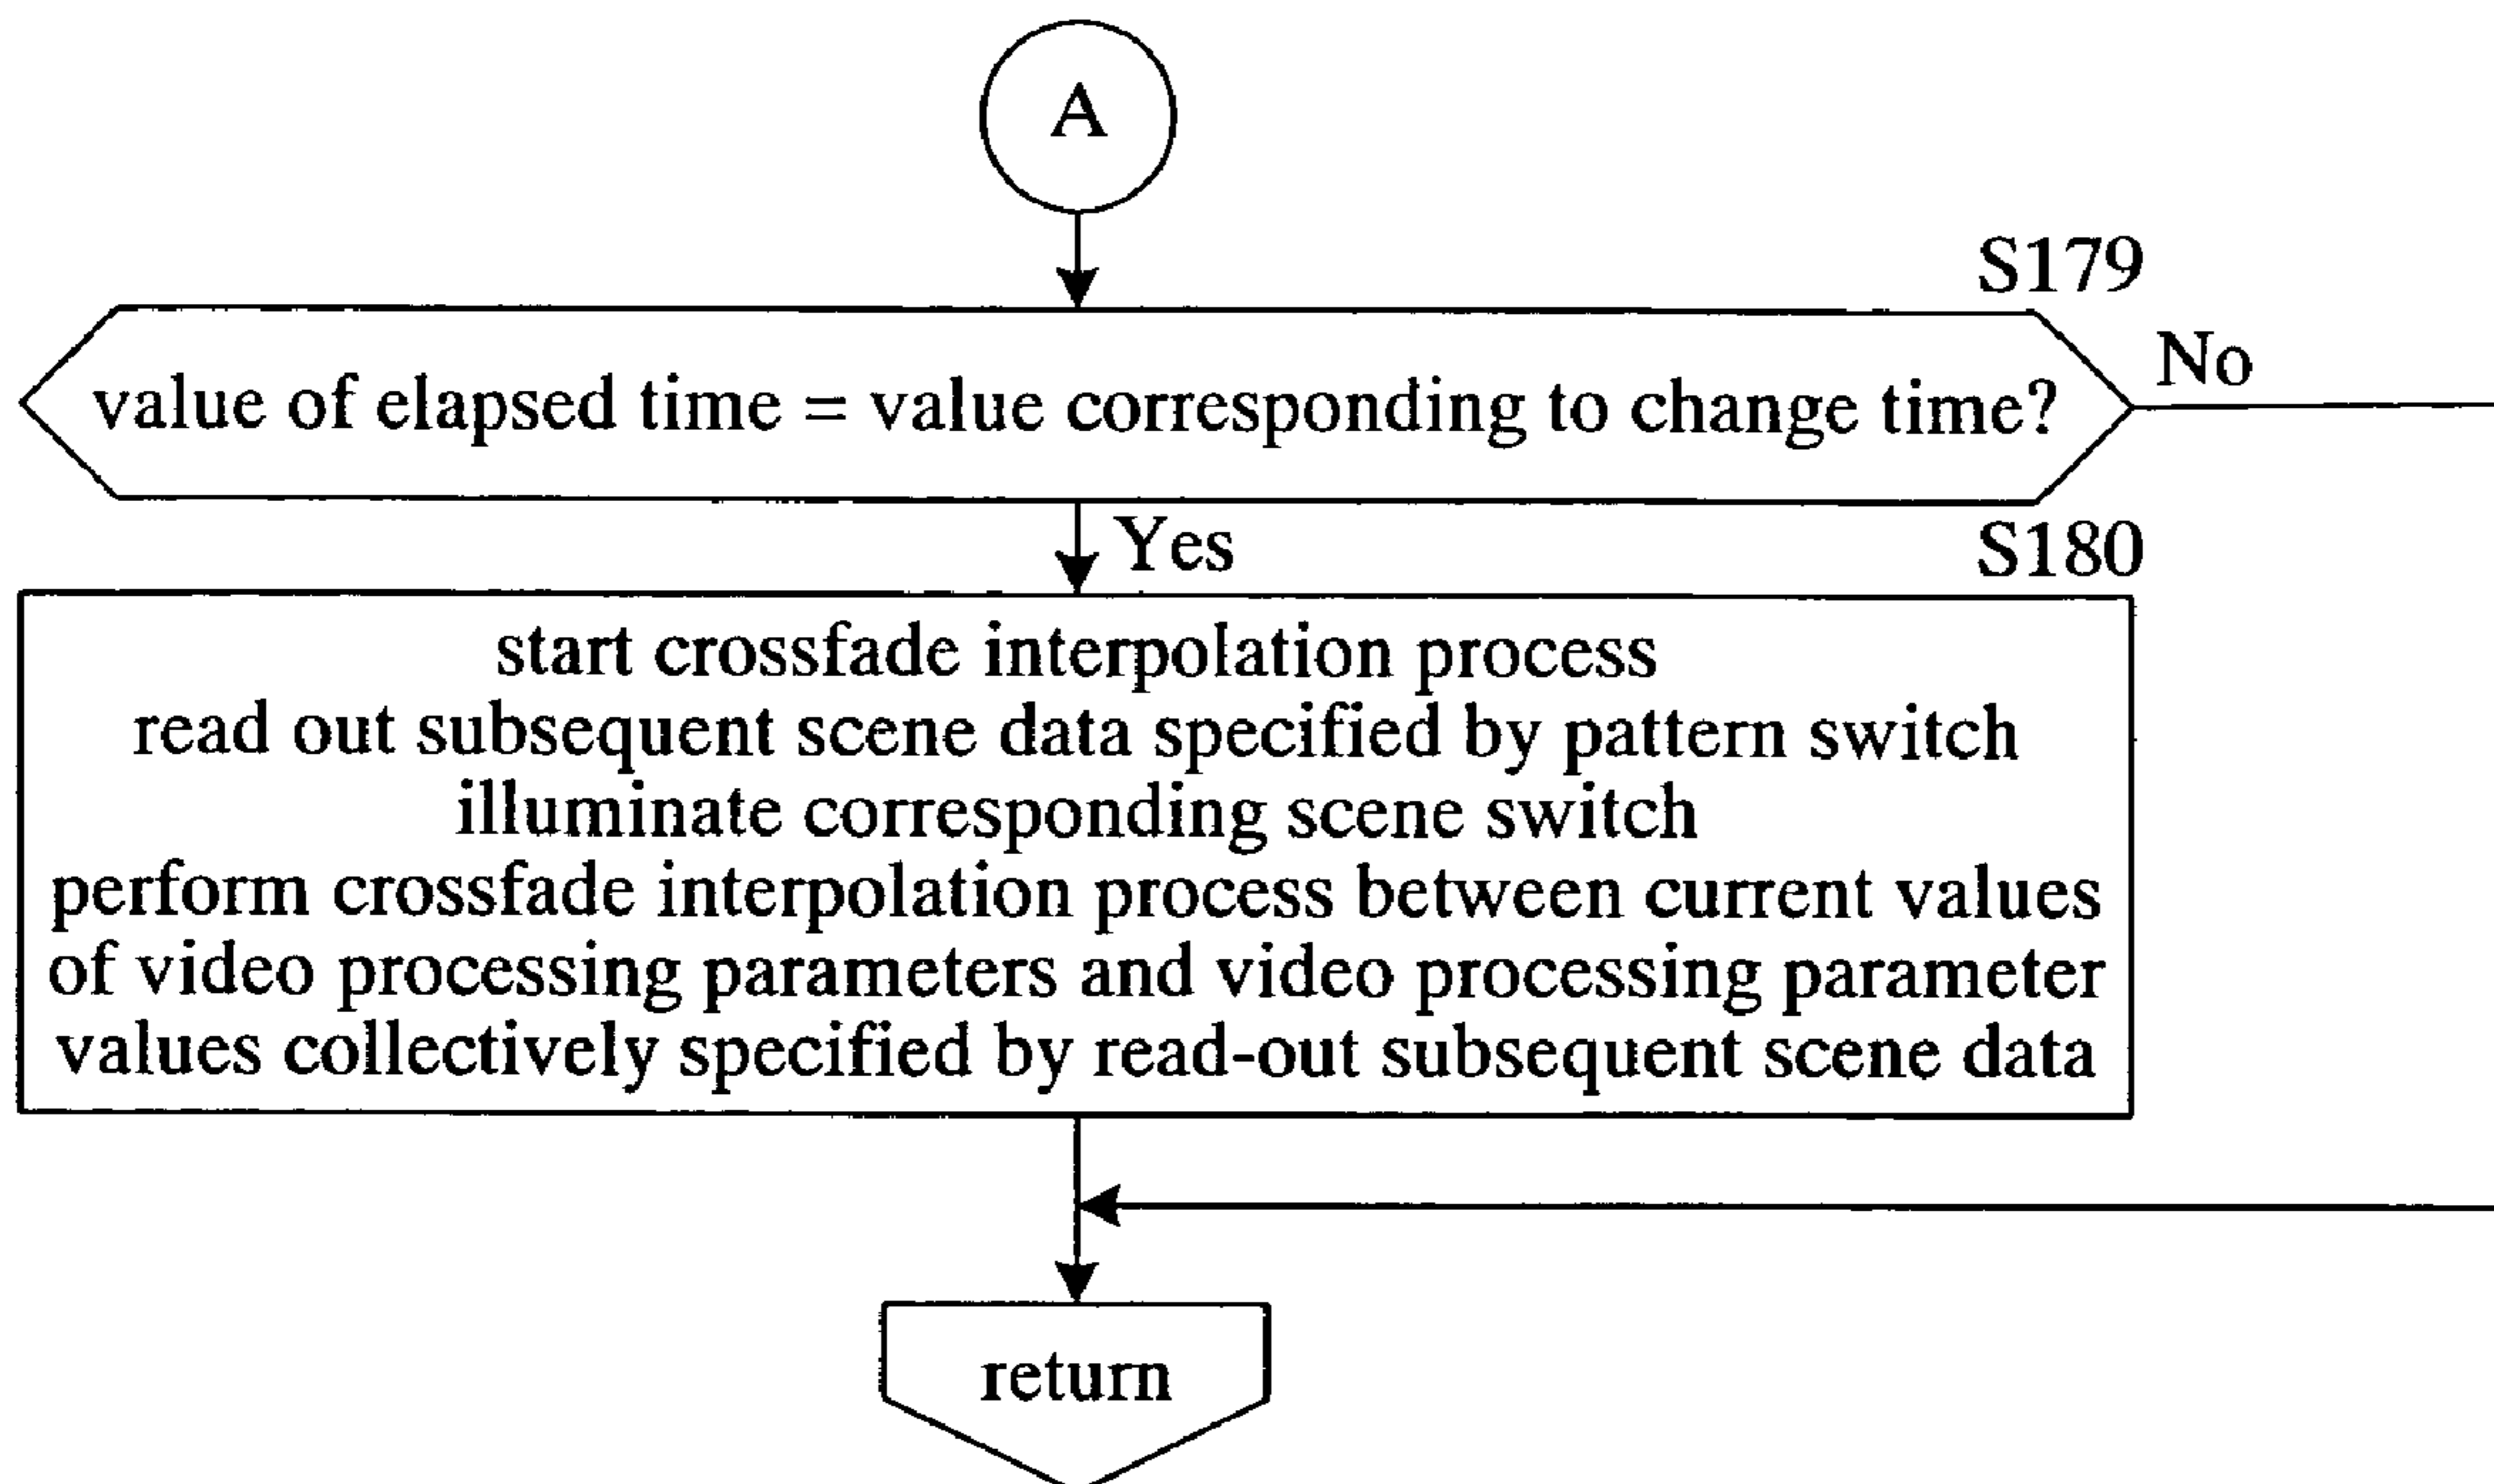 A
S179
value of elapsed time = value corresponding to change time?
No
Yes
S180
start crossfade interpolation process
read out subsequent scene data specified by pattern switch
illuminate corresponding scene switch
perform crossfade interpolation process between current values
of video processing parameters and video processing parameter
values collectively specified by read-out subsequent scene data
return